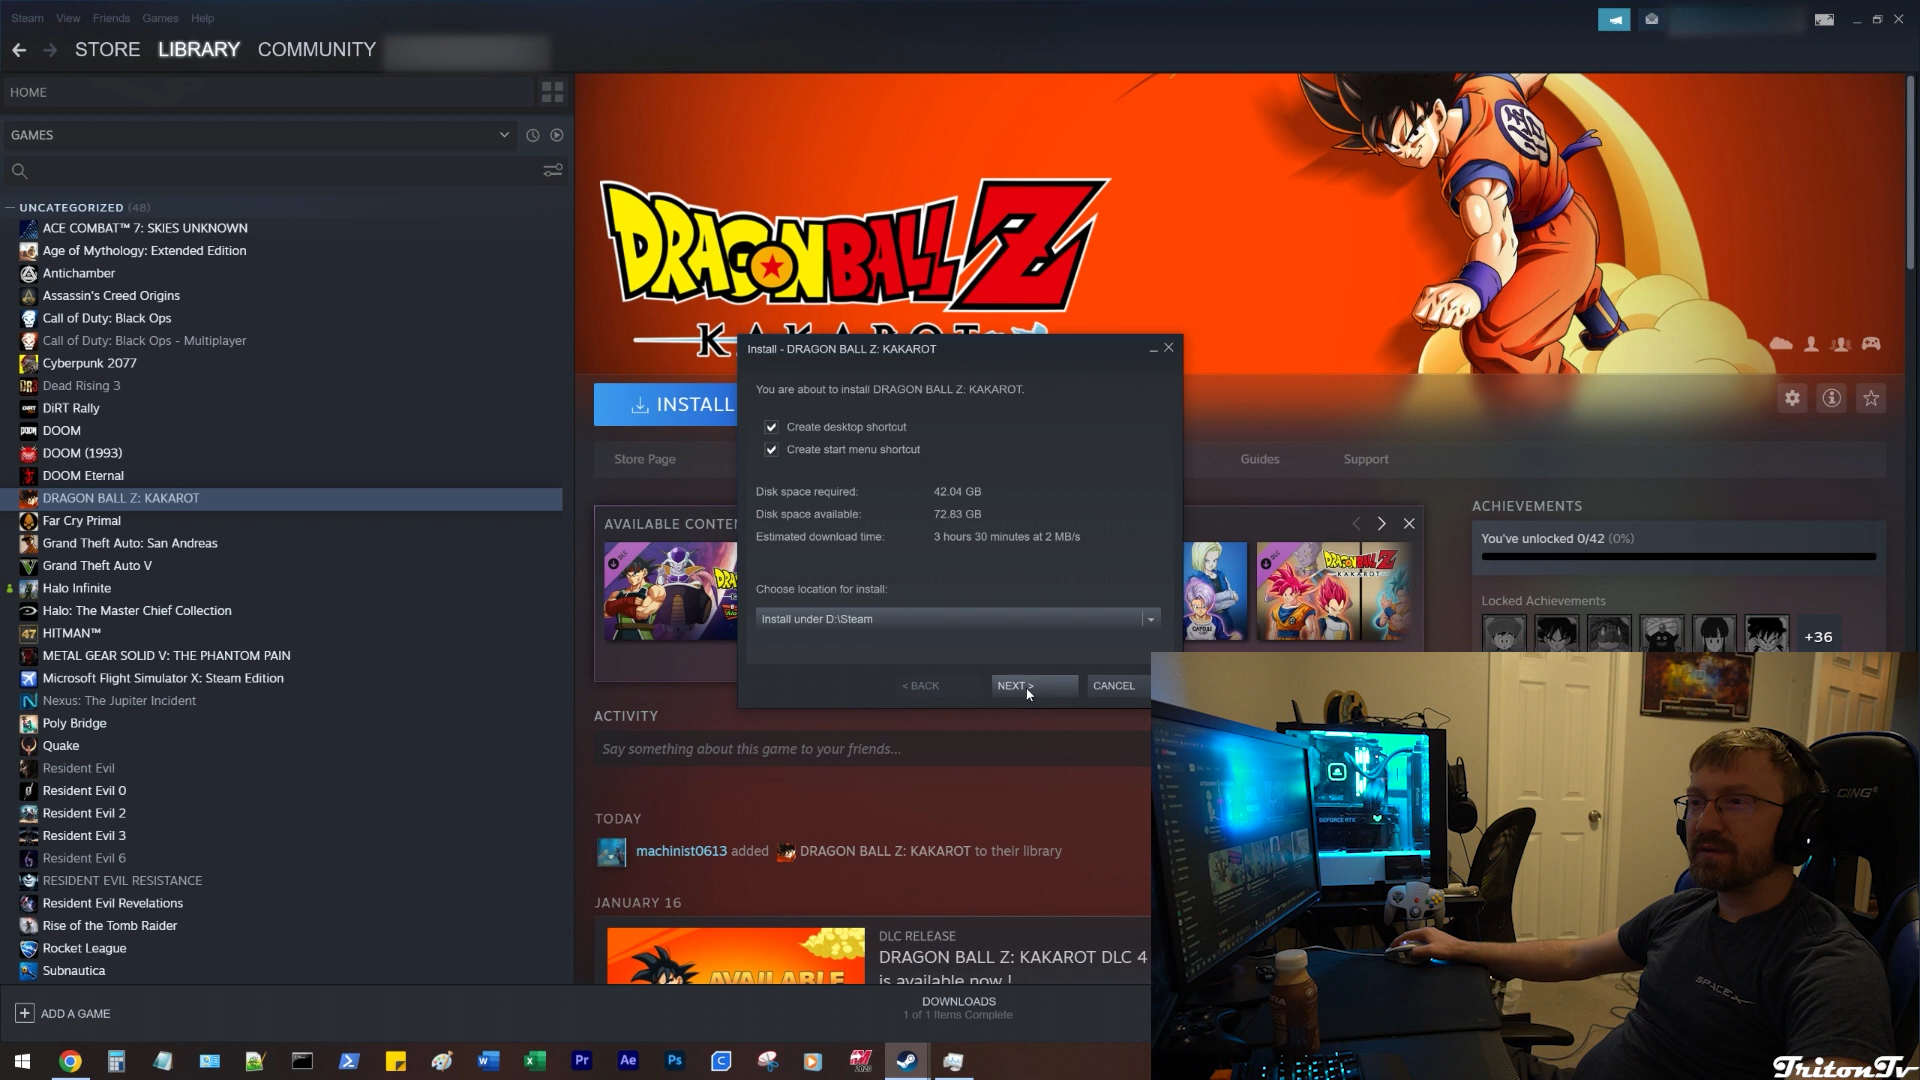 Steam View Friends Games Help
STORE LIBRARY COMMUNITY
HOME
GAMES
UNCATEGORIZED (48)
ACE COMBAT™ 7: SKIES UNKNOWN
Age of Mythology: Extended Edition
Antichamber
Assassin's Creed Origins
Call of Duty: Black Ops
Call of Duty: Black Ops - Multiplayer
Cyberpunk 2077
Dead Rising 3
DiRT Rally
DOOM
DOOM (1993)
DOOM Eternal
DRAGON BALL Z: KAKAROT
Far Cry Primal
Grand Theft Auto: San Andreas
Grand Theft Auto V
Halo Infinite
Halo: The Master Chief Collection
HITMAN™
METAL GEAR SOLID V: THE PHANTOM PAIN
Microsoft Flight Simulator X: Steam Edition
Nexus: The Jupiter Incident
Poly Bridge
Quake
Resident Evil
Resident Evil 0
Resident Evil 2
Resident Evil 3
Resident Evil 6
RESIDENT EVIL RESISTANCE
Resident Evil Revelations
Rise of the Tomb Raider
Rocket League
Subnautica
ADD A GAME
DRAGON BALL Z
KAKAROT
INSTALL
Store Page
Guides
Support
AVAILABLE CONTEN
Install - DRAGON BALL Z: KAKAROT
You are about to install DRAGON BALL Z: KAKAROT.
Create desktop shortcut
Create start menu shortcut
Disk space required: 42.04 GB
Disk space available: 72.83 GB
Estimated download time: 3 hours 30 minutes at 2 MB/s
Choose location for install:
Install under D:\Steam
< BACK NEXT > CANCEL
ACHIEVEMENTS
You've unlocked 0/42 (0%)
Locked Achievements
+36
ACTIVITY
Say something about this game to your friends...
TODAY
machinist0613 added DRAGON BALL Z: KAKAROT to their library
JANUARY 16
AVAILABLE
DLC RELEASE
DRAGON BALL Z: KAKAROT DLC 4
is available now !
DOWNLOADS
1 of 1 Items Complete
GEFORCE RTX
SPACEX
Pr Ae Ps
TritonTv